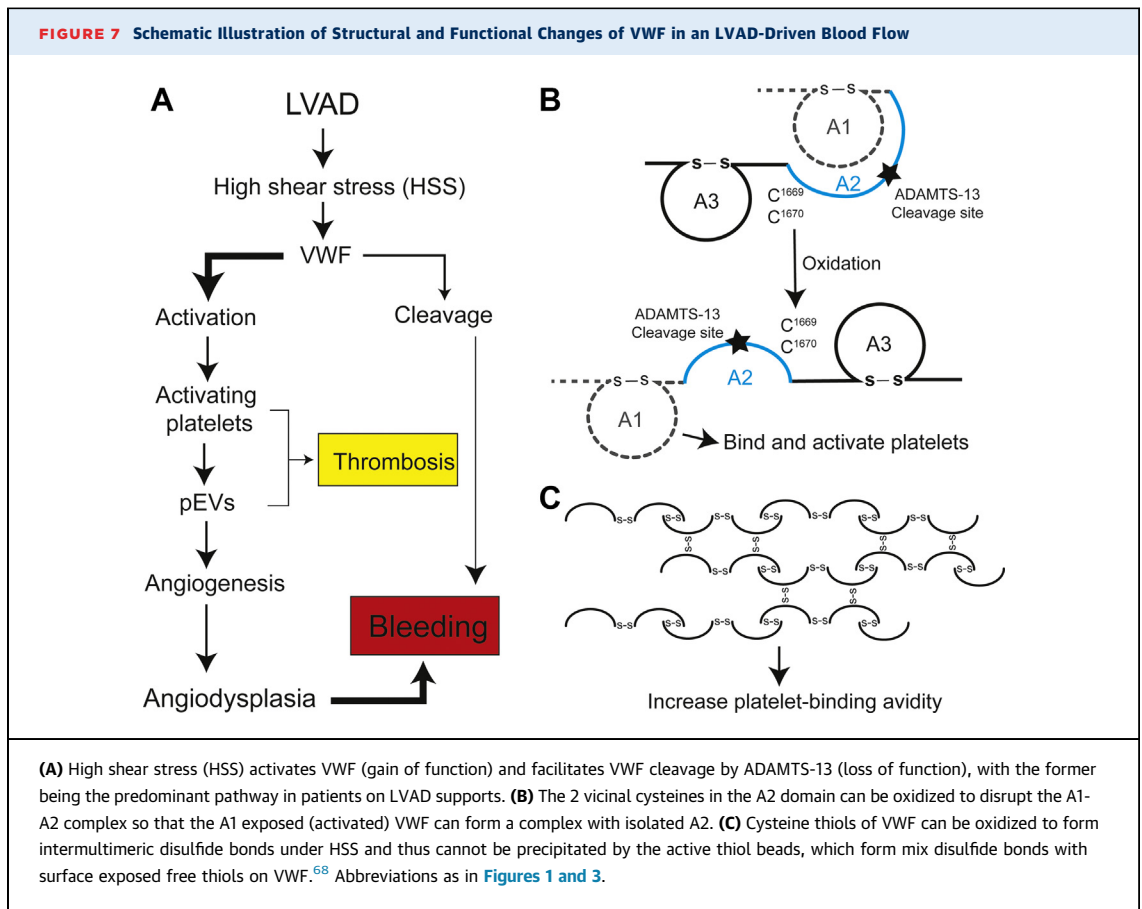 FIGURE 7 Schematic Illustration of Structural and Functional Changes of VWF in an LVAD-Driven Blood Flow
A
LVAD
High shear stress (HSS)
VWF
Activation
Cleavage
Activating
platelets
Thrombosis
pEVs
Angiogenesis
Bleeding
Angiodysplasia
B
S–S
A1
S–S
A2
A3
C1669
C1670
ADAMTS-13
Cleavage site
Oxidation
ADAMTS-13
Cleavage site
C1669
C1670
A3
S–S
A2
S–S
A1
Bind and activate platelets
C
S-S S-S S-S S-S S-S S-S
S-S S-S S-S S-S
S-S S-S S-S S-S S-S
S-S S-S
S-S S-S S-S S-S S-S
Increase platelet-binding avidity
(A) High shear stress (HSS) activates VWF (gain of function) and facilitates VWF cleavage by ADAMTS-13 (loss of function), with the former
being the predominant pathway in patients on LVAD supports. (B) The 2 vicinal cysteines in the A2 domain can be oxidized to disrupt the A1-
A2 complex so that the A1 exposed (activated) VWF can form a complex with isolated A2. (C) Cysteine thiols of VWF can be oxidized to form
intermultimeric disulfide bonds under HSS and thus cannot be precipitated by the active thiol beads, which form mix disulfide bonds with
surface exposed free thiols on VWF.68 Abbreviations as in Figures 1 and 3.